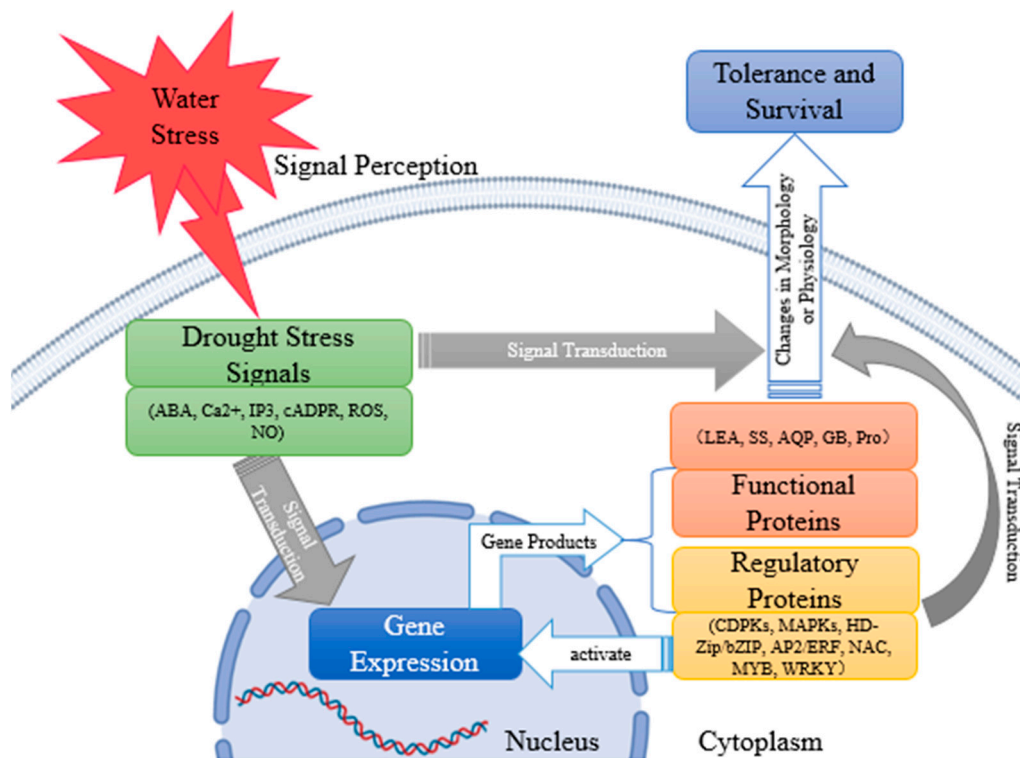 Water
Stress
Signal Perception
Tolerance and
Survival
Changes in Morphology
or Physiology
Drought Stress
Signals
(ABA, Ca2+, IP3, cADPR, ROS,
NO)
Signal Transduction
Signal
Transduction
(LEA, SS, AQP, GB, Pro)
Functional
Proteins
Gene Products
Regulatory
Proteins
(CDPKs, MAPKs, HD-
Zip/bZIP, AP2/ERF, NAC,
MYB, WRKY)
Signal Transduction
Gene
Expression
activate
Nucleus
Cytoplasm